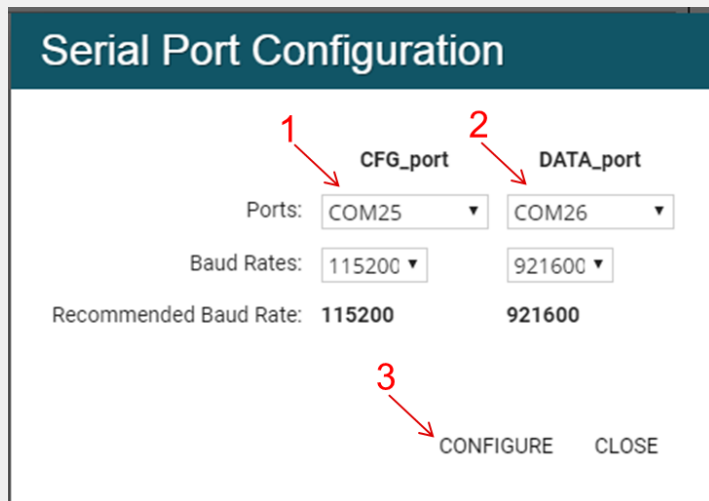 Serial Port Configuration
1 2
CFG_port DATA_port
Ports: COM25 COM26
Baud Rates: 115200 921600
Recommended Baud Rate: 115200 921600
3
CONFIGURE CLOSE